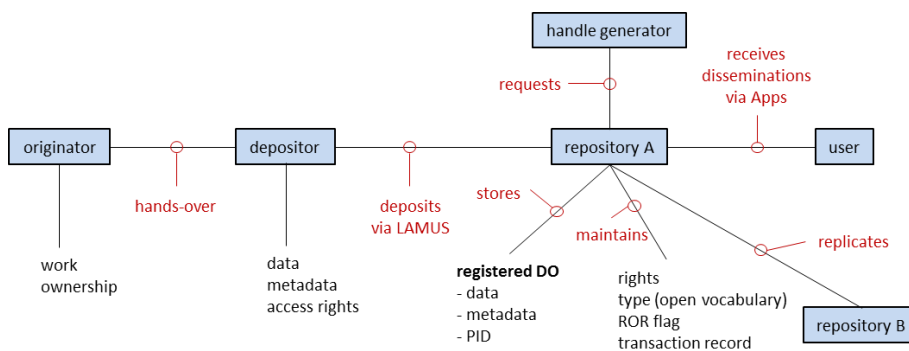 handle generator
receives
disseminations
via Apps
requests
originator
depositor
repository A
user
hands-over
deposits
via LAMUS
stores
maintains
replicates
work
ownership
data
metadata
access rights
registered DO
- data
- metadata
- PID
rights
type (open vocabulary)
ROR flag
transaction record
repository B